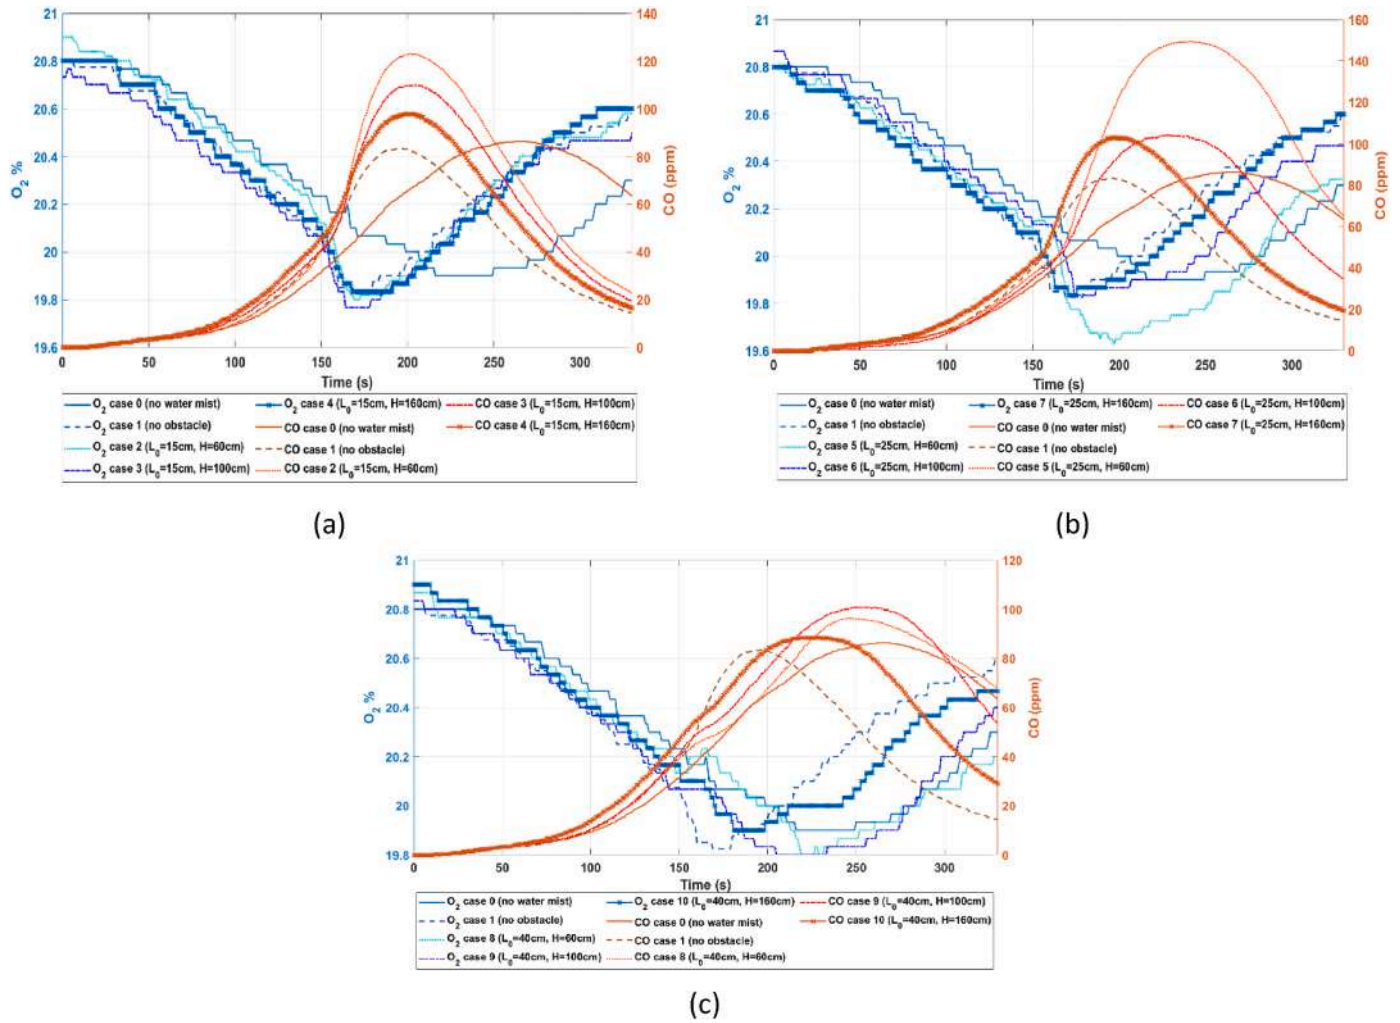 21
20.8
20.6
20.4
20.2
20
19.8
19.6
O2 %
140
120
100
80
60
40
20
0
CO (ppm)
0 50 100 150 200 250 300
Time (s)
O2 case 0 (no water mist) O2 case 4 (L0=15cm, H=160cm) CO case 3 (L0=15cm, H=100cm)
O2 case 1 (no obstacle) CO case 0 (no water mist) CO case 4 (L0=15cm, H=160cm)
O2 case 2 (L0=15cm, H=60cm) CO case 1 (no obstacle)
O2 case 3 (L0=15cm, H=100cm) CO case 2 (L0=15cm, H=60cm)
(a)
21
20.8
20.6
20.4
20.2
20
19.8
19.6
O2 %
160
140
120
100
80
60
40
20
0
CO (ppm)
0 50 100 150 200 250 300
Time (s)
O2 case 0 (no water mist) O2 case 7 (L0=25cm, H=160cm) CO case 6 (L0=25cm, H=100cm)
O2 case 1 (no obstacle) CO case 0 (no water mist) CO case 7 (L0=25cm, H=160cm)
O2 case 5 (L0=25cm, H=60cm) CO case 1 (no obstacle)
O2 case 6 (L0=25cm, H=100cm) CO case 5 (L0=25cm, H=60cm)
(b)
21
20.8
20.6
20.4
20.2
20
19.8
O2 %
120
100
80
60
40
20
0
CO (ppm)
0 50 100 150 200 250 300
Time (s)
O2 case 0 (no water mist) O2 case 10 (L0=40cm, H=160cm) CO case 9 (L0=40cm, H=100cm)
O2 case 1 (no obstacle) CO case 0 (no water mist) CO case 10 (L0=40cm, H=160cm)
O2 case 8 (L0=40cm, H=60cm) CO case 1 (no obstacle)
O2 case 9 (L0=40cm, H=100cm) CO case 8 (L0=40cm, H=60cm)
(c)